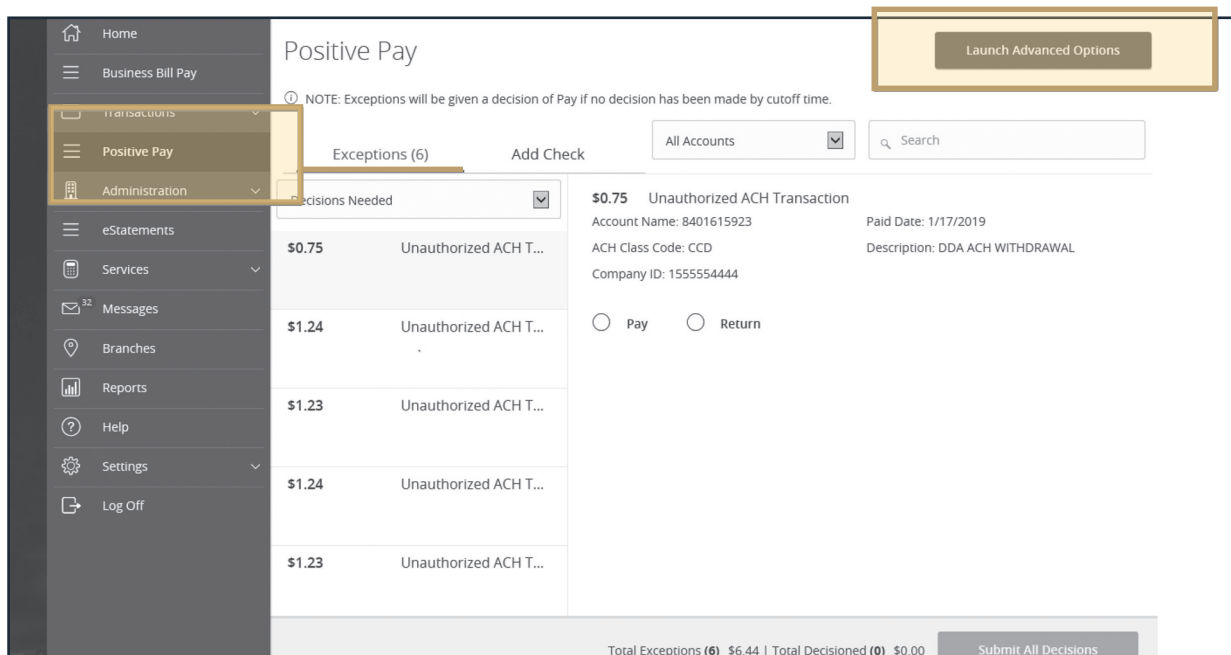 Home
Business Bill Pay
Transactions
Positive Pay
Administration
eStatements
Services
32
Messages
Branches
Reports
Help
Settings
Log Off
Positive Pay
Launch Advanced Options
NOTE: Exceptions will be given a decision of Pay if no decision has been made by cutoff time.
Exceptions (6) Add Check
All Accounts
Search
Decisions Needed
$0.75 Unauthorized ACH T...
$1.24 Unauthorized ACH T...
$1.23 Unauthorized ACH T...
$1.24 Unauthorized ACH T...
$1.23 Unauthorized ACH T...
$0.75 Unauthorized ACH Transaction
Account Name: 8401615923 Paid Date: 1/17/2019
ACH Class Code: CCD Description: DDA ACH WITHDRAWAL
Company ID: 1555554444
Pay Return
Total Exceptions (6) $6.44 | Total Decisioned (0) $0.00 Submit All Decisions